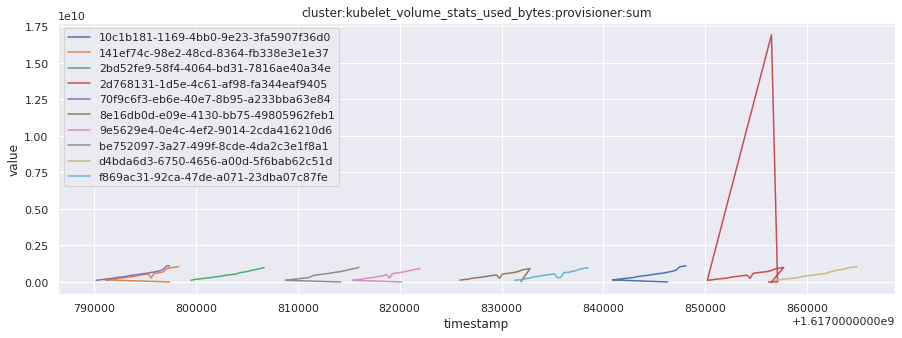 cluster:kubelet_volume_stats_used_bytes:provisioner:sum
1e10
1.75
1.50
1.25
1.00
0.75
0.50
0.25
0.00
value
10c1b181-1169-4bb0-9e23-3fa5907f36d0
141ef74c-98e2-48cd-8364-fb338e3e1e37
2bd52fe9-58f4-4064-bd31-7816ae40a34e
2d768131-1d5e-4c61-af98-fa344eaf9405
70f9c6f3-eb6e-40e7-8b95-a233bba63e84
8e16db0d-e09e-4130-bb75-49805962feb1
9e5629e4-0e4c-4ef2-9014-2cda416210d6
be752097-3a27-499f-8cde-4da2c3e1f8a1
d4bda6d3-6750-4656-a00d-5f6bab62c51d
f869ac31-92ca-47de-a071-23dba07c87fe
790000 800000 810000 820000 830000 840000 850000 860000
timestamp
+1.6170000000e9